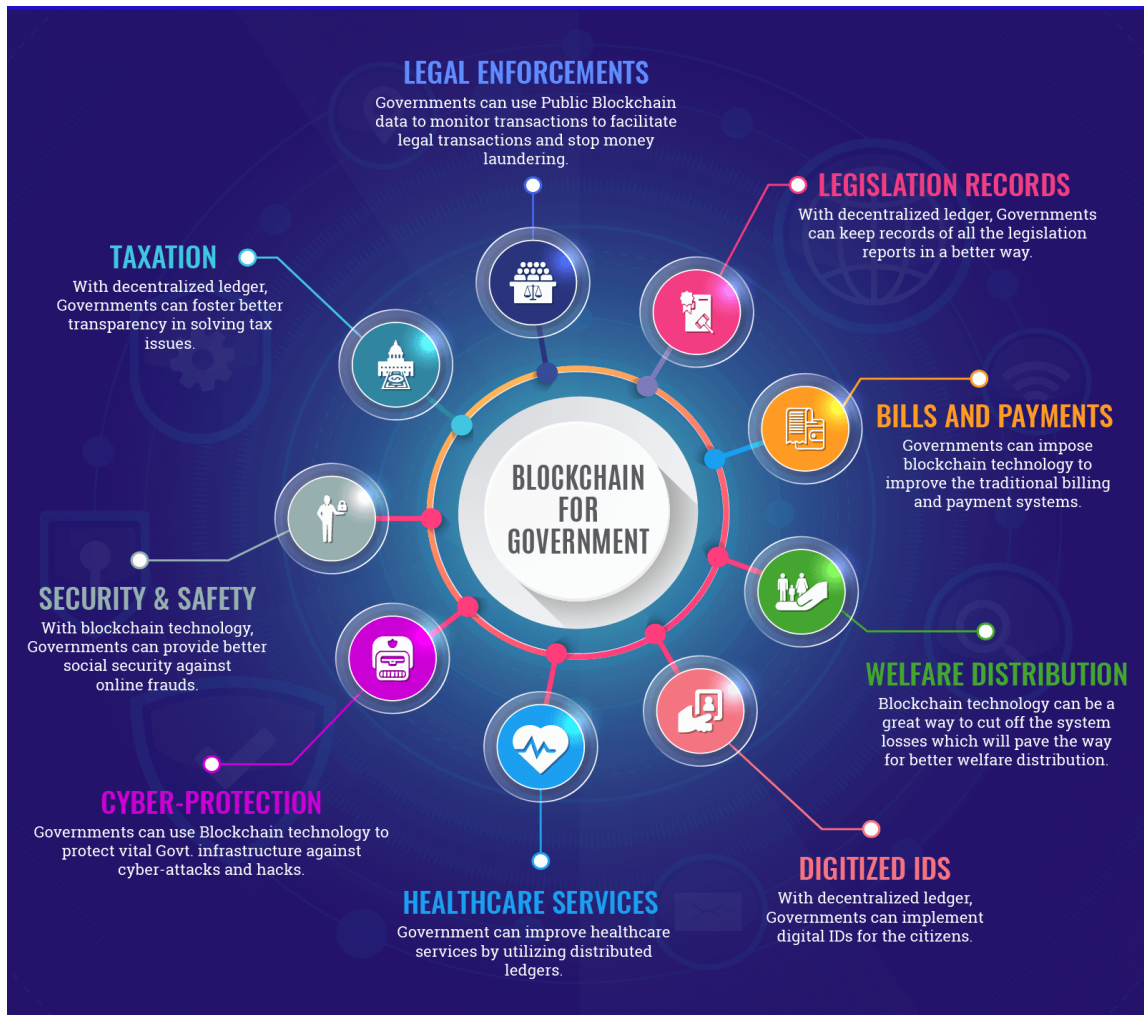 LEGAL ENFORCEMENTS
Governments can use Public Blockchain
data to monitor transactions to facilitate
legal transactions and stop money
laundering.
LEGISLATION RECORDS
With decentralized ledger, Governments
can keep records of all the legislation
reports in a better way.
TAXATION
With decentralized ledger,
Governments can foster better
transparency in solving tax
issues.
BILLS AND PAYMENTS
Governments can impose
blockchain technology to
improve the traditional billing
and payment systems.
BLOCKCHAIN
FOR
GOVERNMENT
SECURITY & SAFETY
With blockchain technology,
Governments can provide better
social security against
online frauds.
WELFARE DISTRIBUTION
Blockchain technology can be a
great way to cut off the system
losses which will pave the way
for better welfare distribution.
CYBER-PROTECTION
Governments can use Blockchain technology to
protect vital Govt. infrastructure against
cyber-attacks and hacks.
DIGITIZED IDS
With decentralized ledger,
Governments can implement
digital IDs for the citizens.
HEALTHCARE SERVICES
Government can improve healthcare
services by utilizing distributed
ledgers.